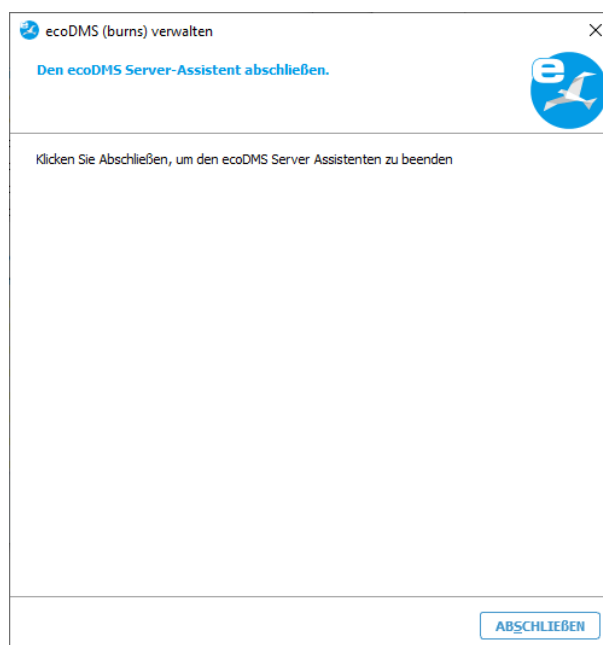 ecoDMS (burns) verwalten
Den ecoDMS Server-Assistent abschließen.
e
Klicken Sie Abschließen, um den ecoDMS Server Assistenten zu beenden
ABSCHLIEßEN